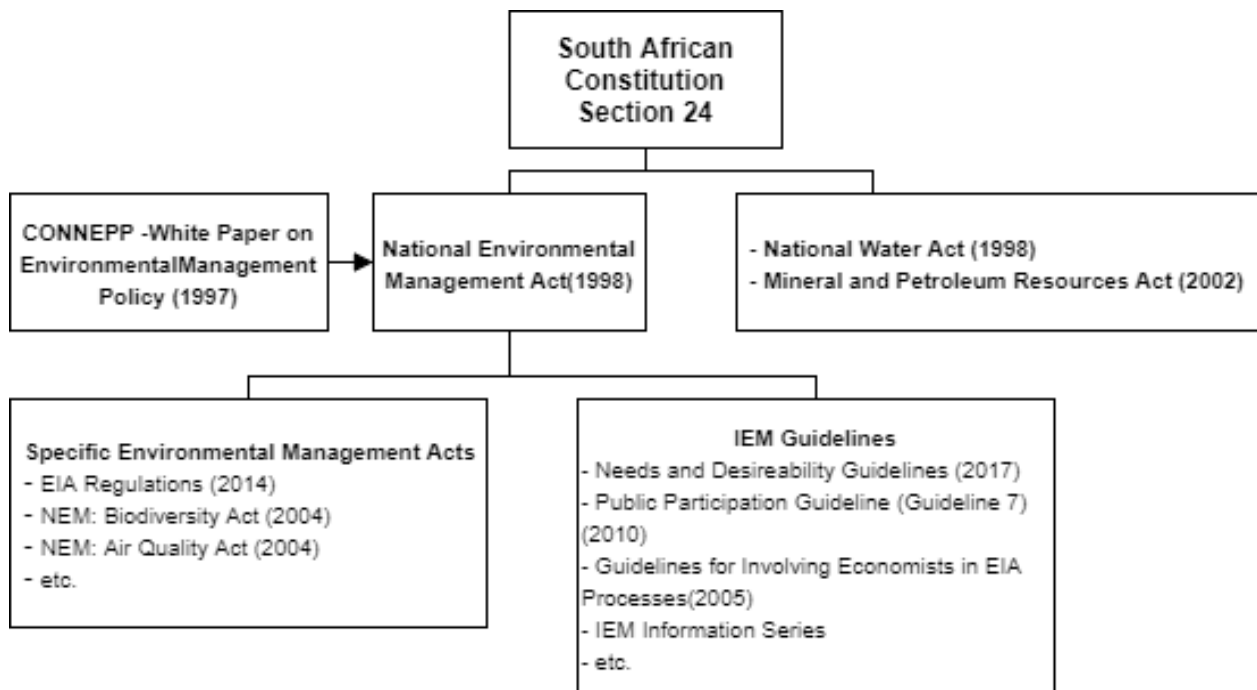 South African
Constitution
Section 24
CONNEPP -White Paper on
EnvironmentalManagement
Policy (1997)
National Environmental
Management Act(1998)
- National Water Act (1998)
- Mineral and Petroleum Resources Act (2002)
Specific Environmental Management Acts
- EIA Regulations (2014)
- NEM: Biodiversity Act (2004)
- NEM: Air Quality Act (2004)
- etc.
IEM Guidelines
- Needs and Desireability Guidelines (2017)
- Public Participation Guideline (Guideline 7)
(2010)
- Guidelines for Involving Economists in EIA
Processes(2005)
- IEM Information Series
- etc.